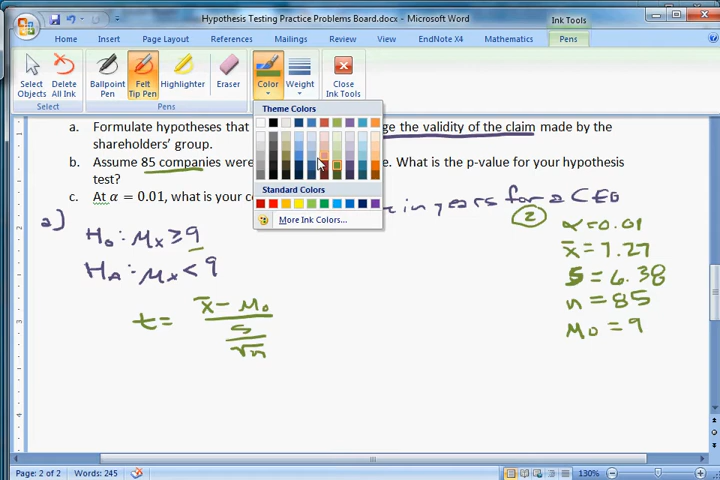 Hypothesis Testing Practice Problems Board.docx - Microsoft Word
Ink Tools
Home Insert Page Layout References Mailings Review View EndNote X4 Mathematics Pens
Select Objects
Delete All Ink
Ballpoint Pen
Felt Tip Pen
Highlighter
Eraser
Color
Weight
Close Ink Tools
Select
Pens
Theme Colors
Standard Colors
More Ink Colors...
a. Formulate hypotheses that ge the validity of the claim made by the
shareholders' group.
b. Assume 85 companies were e. What is the p-value for your hypothesis
test?
c. At α = 0.01, what is your co
e in years for a CEO
a)
H₀: μₓ ≥ 9
Hₐ: μₓ < 9
t = x̄ - μ₀ / s / √n
②
α = 0.01
x̄ = 7.27
s = 6.38
n = 85
μ₀ = 9
Page: 2 of 2
Words: 245
130%